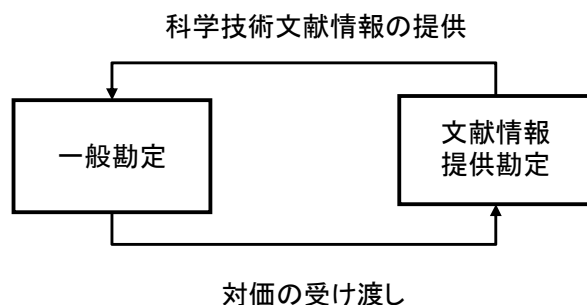 科学技術文献情報の提供
一般勘定
文献情報
提供勘定
対価の受け渡し